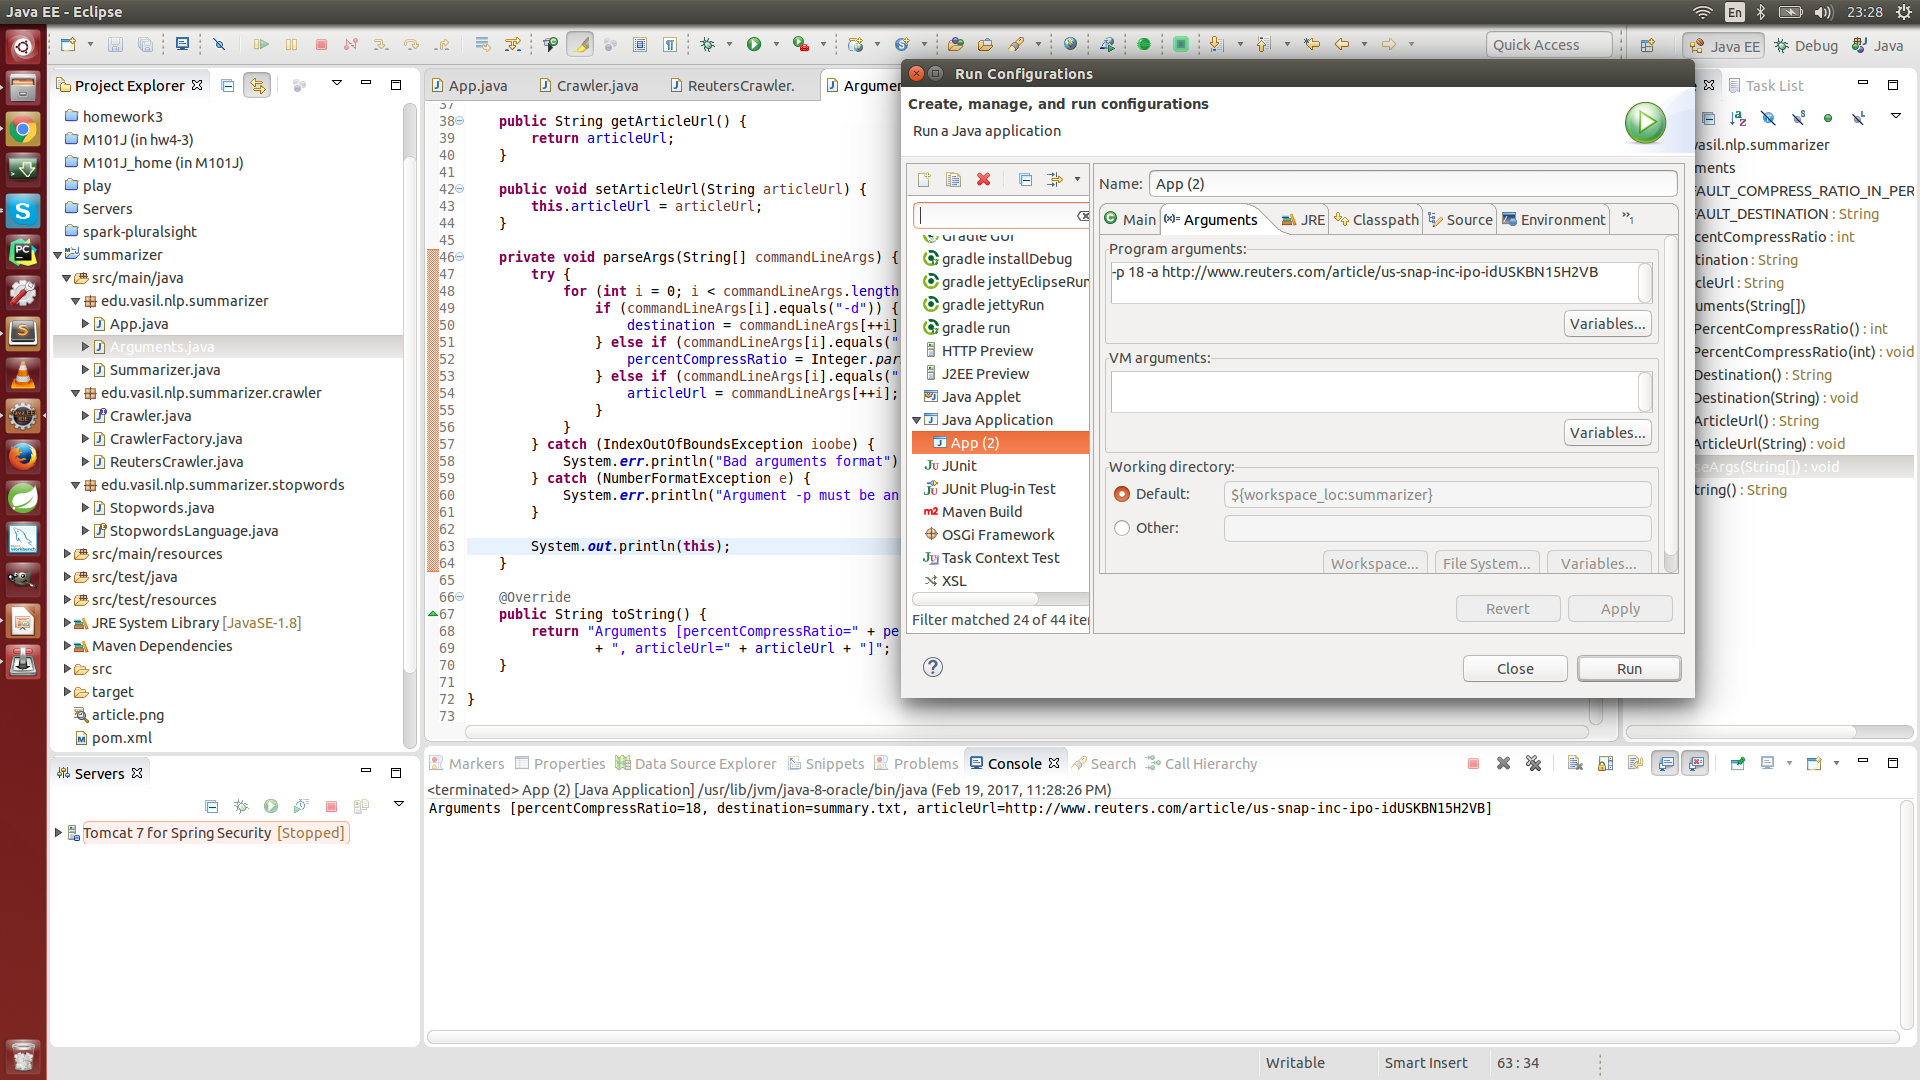 Java EE - Eclipse
En
23:28
Quick Access
Java EE
Debug
Java
Project Explorer
homework3
M101J (in hw4-3)
M101J_home (in M101J)
play
Servers
spark-pluralsight
summarizer
src/main/java
edu.vasil.nlp.summarizer
App.java
Arguments.java
Summarizer.java
edu.vasil.nlp.summarizer.crawler
Crawler.java
CrawlerFactory.java
ReutersCrawler.java
edu.vasil.nlp.summarizer.stopwords
Stopwords.java
StopwordsLanguage.java
src/main/resources
src/test/java
src/test/resources
JRE System Library [JavaSE-1.8]
Maven Dependencies
src
target
article.png
pom.xml
Servers
Tomcat 7 for Spring Security [Stopped]
App.java
Crawler.java
ReutersCrawler.
Argumen
37
38 public String getArticleUrl() {
39 return articleUrl;
40 }
41
42 public void setArticleUrl(String articleUrl) {
43 this.articleUrl = articleUrl;
44 }
45
46 private void parseArgs(String[] commandLineArgs) {
47 try {
48 for (int i = 0; i < commandLineArgs.length
49 if (commandLineArgs[i].equals("-d")) {
50 destination = commandLineArgs[++i]
51 } else if (commandLineArgs[i].equals("
52 percentCompressRatio = Integer.par
53 } else if (commandLineArgs[i].equals("
54 articleUrl = commandLineArgs[++i];
55 }
56 }
57 } catch (IndexOutOfBoundsException ioobe) {
58 System.err.println("Bad arguments format")
59 } catch (NumberFormatException e) {
60 System.err.println("Argument -p must be an
61 }
62
63 System.out.println(this);
64 }
65
66 @Override
67 public String toString() {
68 return "Arguments [percentCompressRatio=" + pe
69 + ", articleUrl=" + articleUrl + "]";
70 }
71
72 }
73
Run Configurations
Create, manage, and run configurations
Run a Java application
Gradle GUI
gradle installDebug
gradle jettyEclipseRun
gradle jettyRun
gradle run
HTTP Preview
J2EE Preview
Java Applet
Java Application
App (2)
JUnit
JUnit Plug-in Test
Maven Build
OSGi Framework
Task Context Test
XSL
Filter matched 24 of 44 iter
Name: App (2)
Main
(x)= Arguments
JRE
Classpath
Source
Environment
»1
Program arguments:
-p 18 -a http://www.reuters.com/article/us-snap-inc-ipo-idUSKBN15H2VB
Variables...
VM arguments:
Variables...
Working directory:
Default: ${workspace_loc:summarizer}
Other:
Workspace... File System... Variables...
Revert Apply
Close Run
Task List
vasil.nlp.summarizer
ments
FAULT_COMPRESS_RATIO_IN_PER
FAULT_DESTINATION : String
centCompressRatio : int
tination : String
icleUrl : String
uments(String[])
PercentCompressRatio() : int
PercentCompressRatio(int) : void
Destination() : String
Destination(String) : void
ArticleUrl() : String
ArticleUrl(String) : void
seArgs(String[]) : void
tring() : String
Markers
Properties
Data Source Explorer
Snippets
Problems
Console
Search
Call Hierarchy
<terminated> App (2) [Java Application] /usr/lib/jvm/java-8-oracle/bin/java (Feb 19, 2017, 11:28:26 PM)
Arguments [percentCompressRatio=18, destination=summary.txt, articleUrl=http://www.reuters.com/article/us-snap-inc-ipo-idUSKBN15H2VB]
Writable
Smart Insert
63 : 34